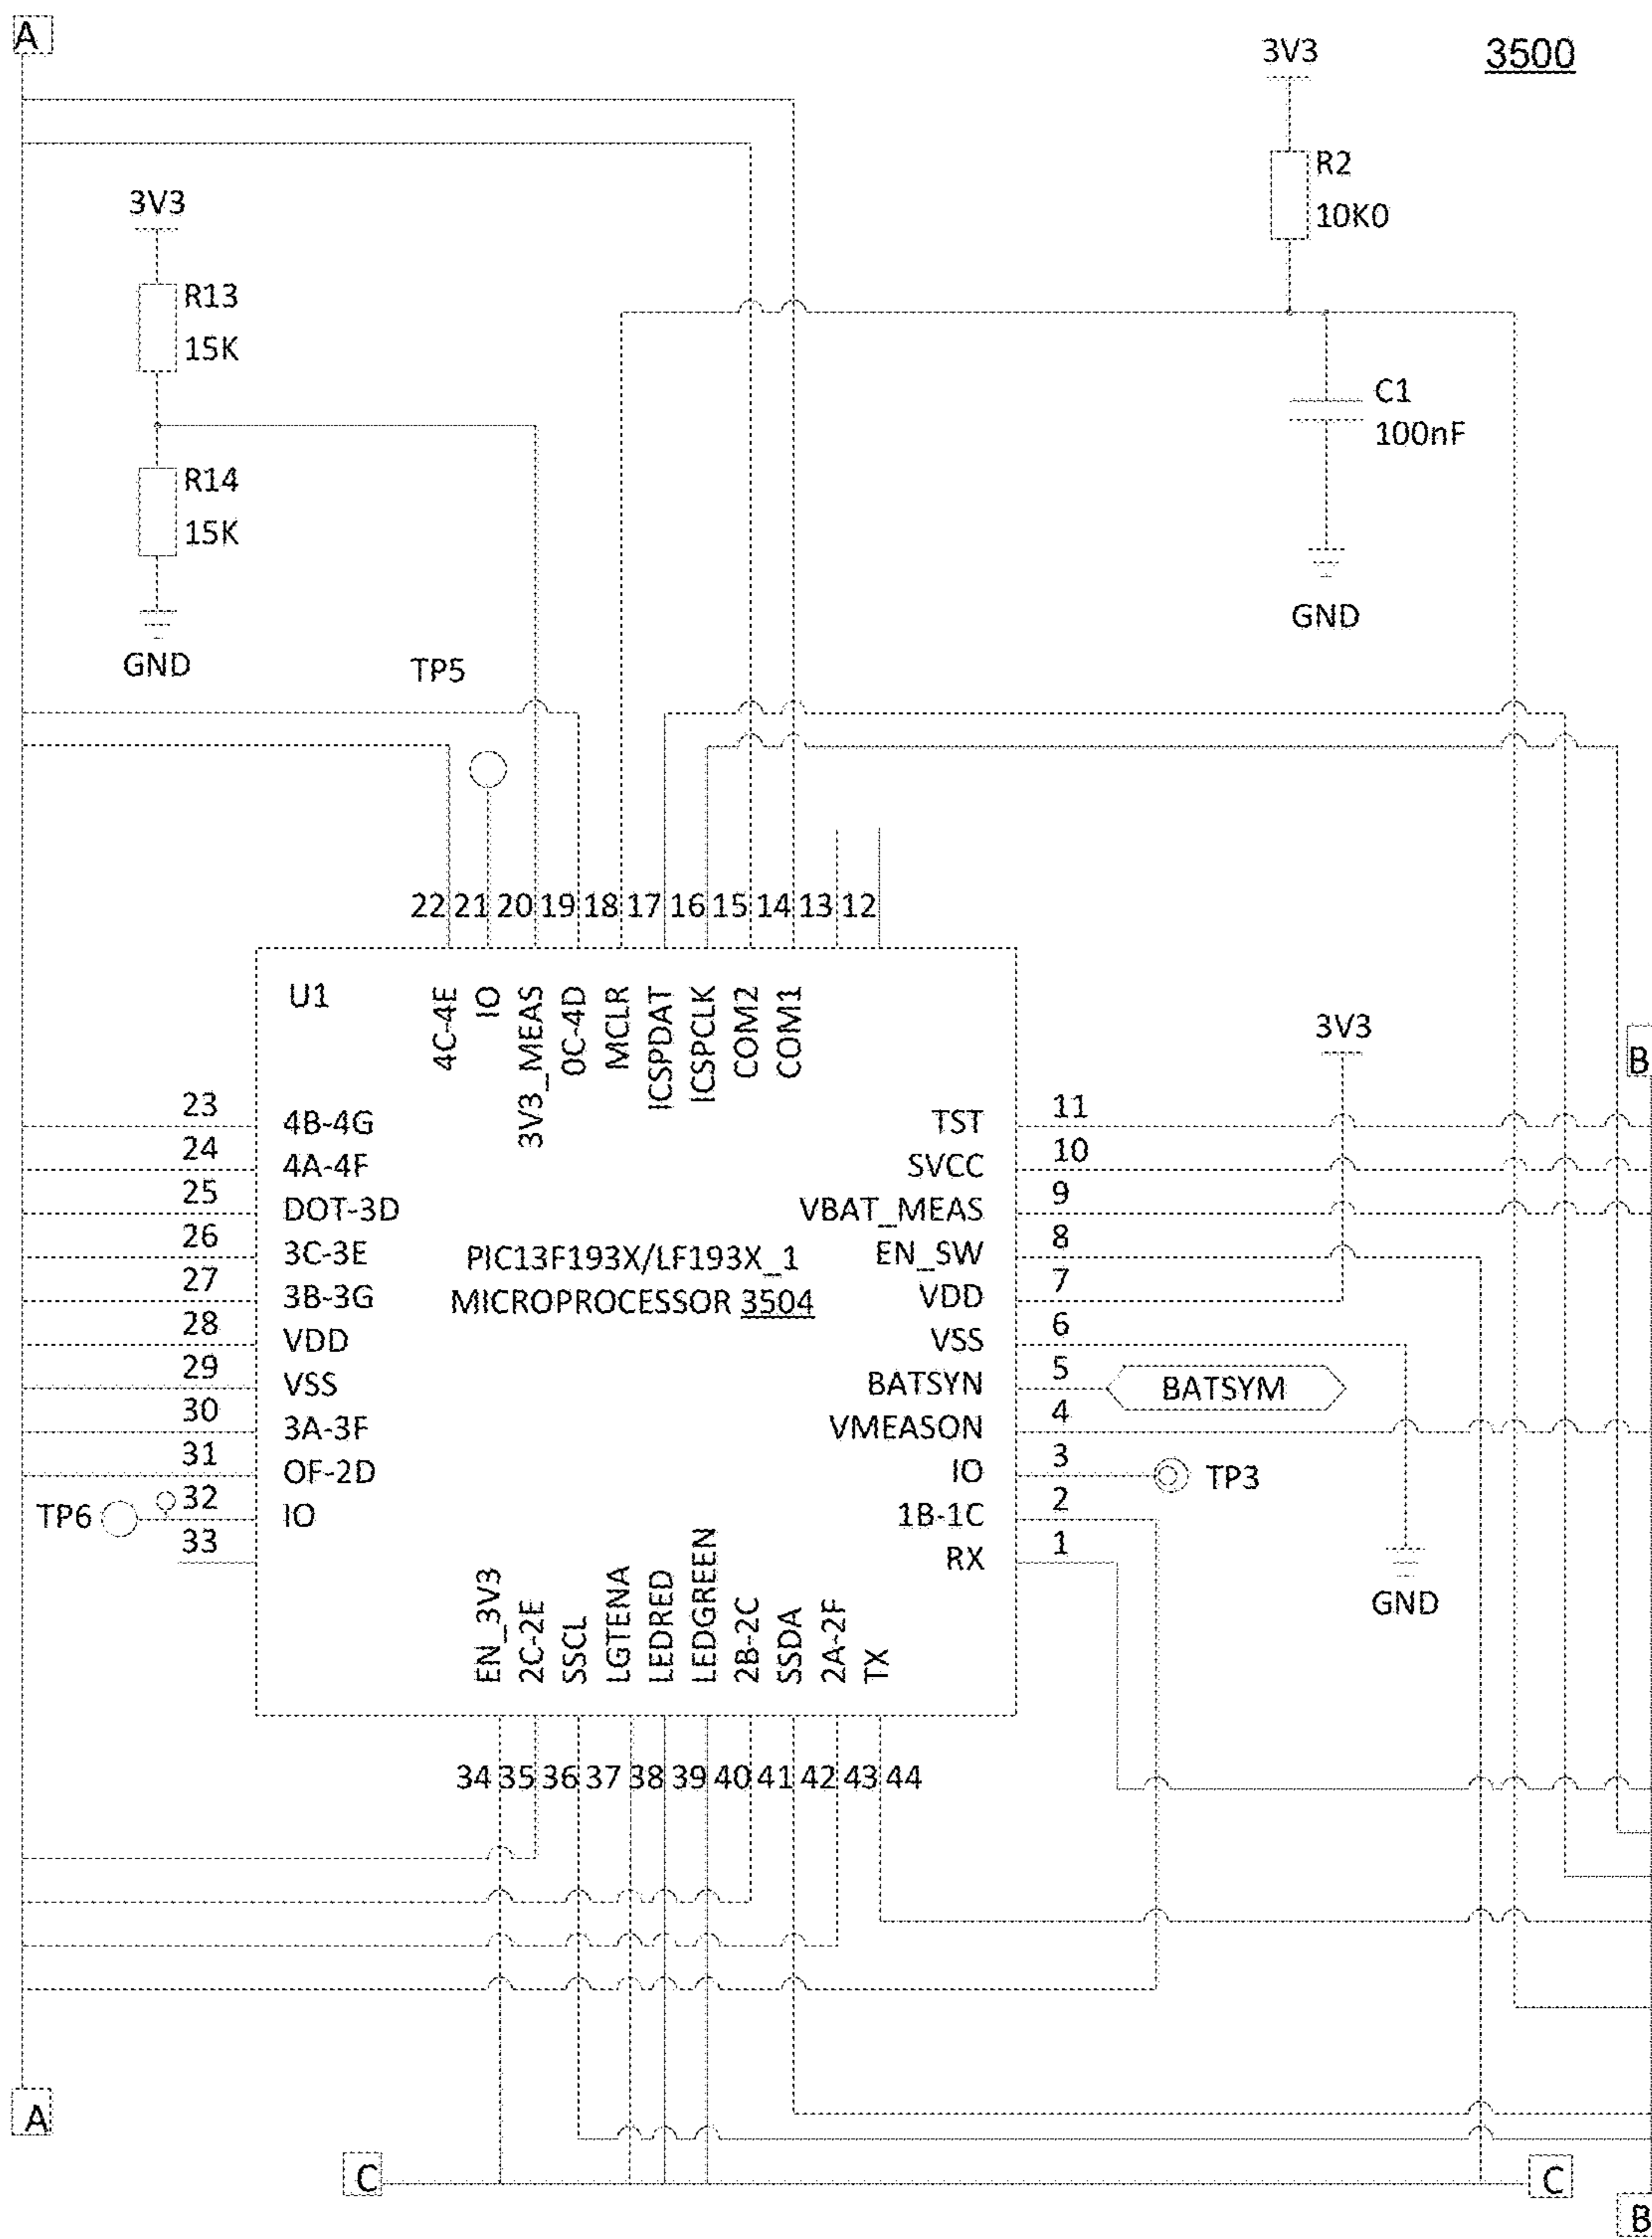 A
3V3
3500
R2
10K0
3V3
R13
15K
C1
100nF
R14
15K
GND
GND
TP5
22 21 20 19 18 17 16 15 14 13 12
U1
4C-4E
IO
3V3_MEAS
0C-4D
MCLR
ICSPDAT
ICSPCLK
COM2
COM1
3V3
B
23
4B-4G
TST
11
24
4A-4F
SVCC
10
25
DOT-3D
VBAT_MEAS
9
26
3C-3E
PIC13F193X/LF193X_1
EN_SW
8
27
3B-3G
MICROPROCESSOR 3504
VDD
7
28
VDD
VSS
6
29
VSS
BATSYN
5
BATSYM
30
3A-3F
VMEASON
4
31
OF-2D
IO
3
TP3
TP6
32
IO
1B-1C
2
33
RX
1
GND
EN_3V3
2C-2E
SSCL
LGTENA
LEDRED
LEDGREEN
2B-2C
SSDA
2A-2F
TX
34 35 36 37 38 39 40 41 42 43 44
A
C
C
B